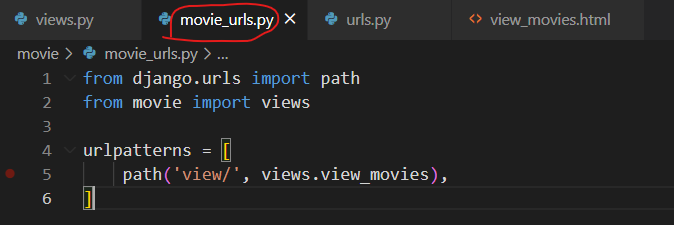 views.py movie_urls.py urls.py view_movies.html
movie > movie_urls.py > ...
1 from django.urls import path
2 from movie import views
3
4 urlpatterns = [
5 path('view/', views.view_movies),
6 ]